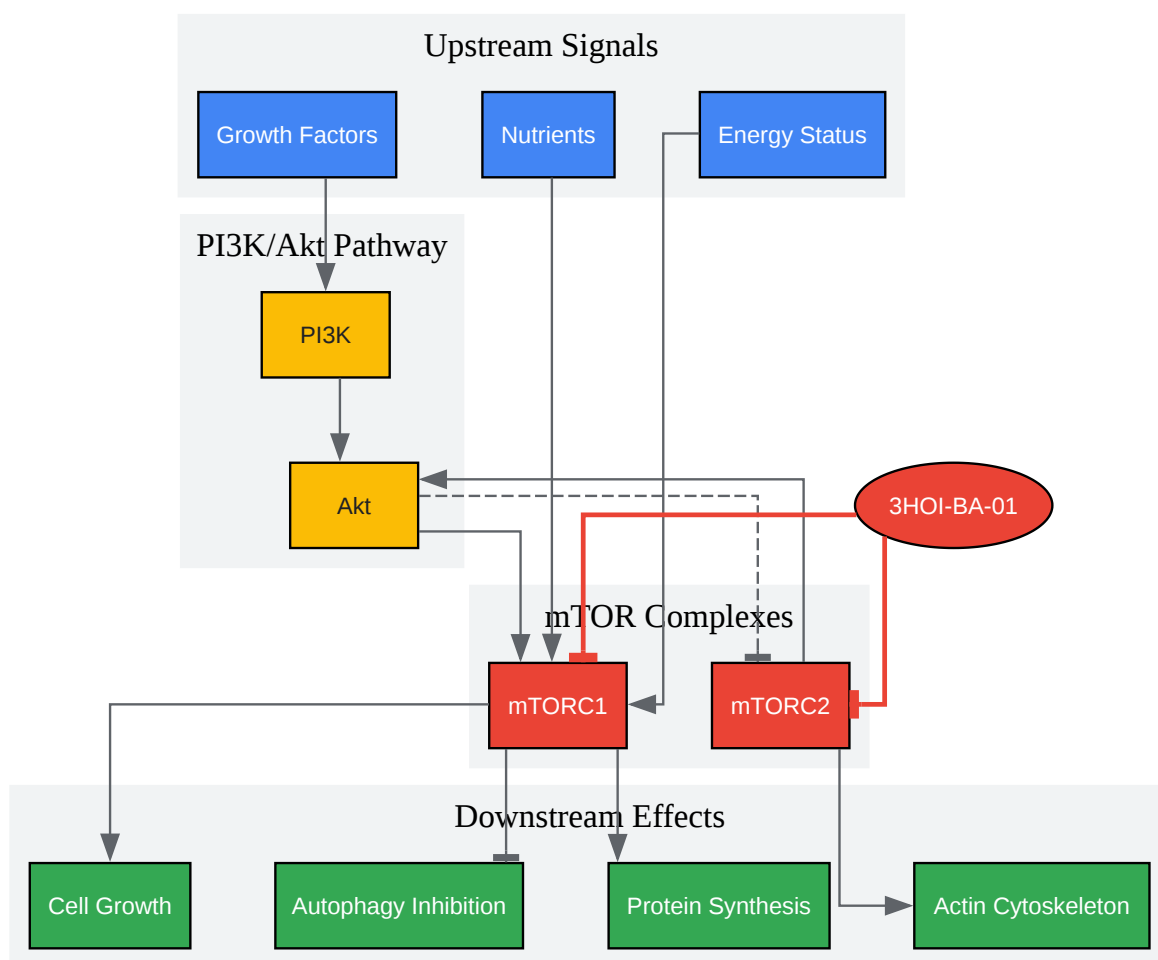 Upstream Signals
Growth Factors
Nutrients
Energy Status
PI3K/Akt Pathway
PI3K
Akt
3HOI-BA-01
mTOR Complexes
mTORC1
mTORC2
Downstream Effects
Cell Growth
Autophagy Inhibition
Protein Synthesis
Actin Cytoskeleton